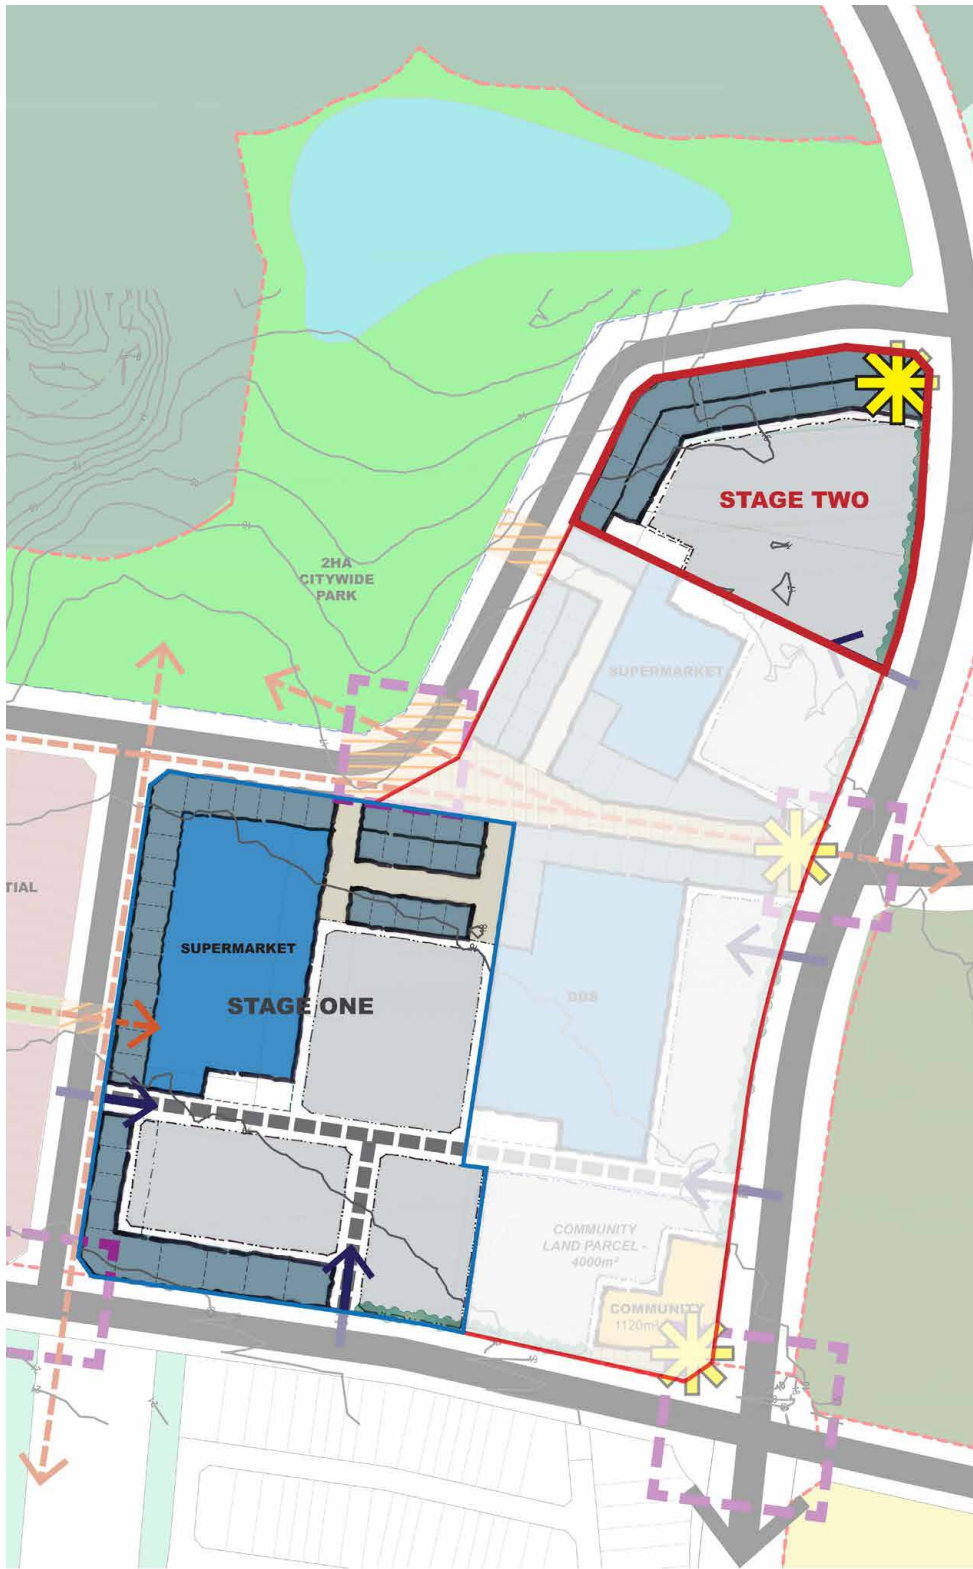 STAGE TWO
2HA
CITYWIDE
PARK
SUPERMARKET
TIAL
SUPERMARKET
STAGE ONE
DDS
COMMUNITY
LAND PARCEL -
4000m²
COMMUNITY
1120m²